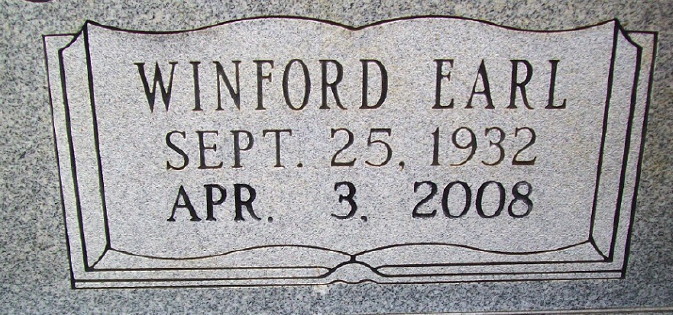 WINFORD EARL
SEPT. 25, 1932
APR. 3, 2008